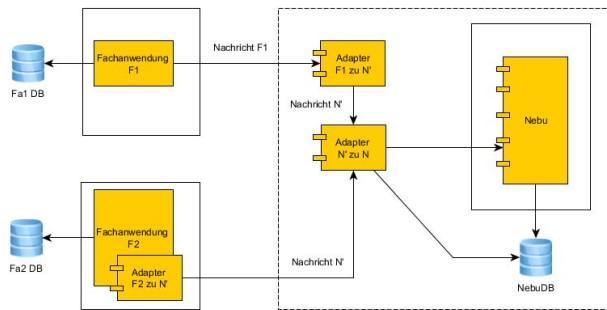 Fachanwendung
F1
Fa1 DB
Nachricht F1
Adapter
F1 zu N'
Nachricht N'
Adapter
N' zu N
Nebu
Fachanwendung
F2
Fa2 DB
Adapter
F2 zu N'
Nachricht N'
NebuDB